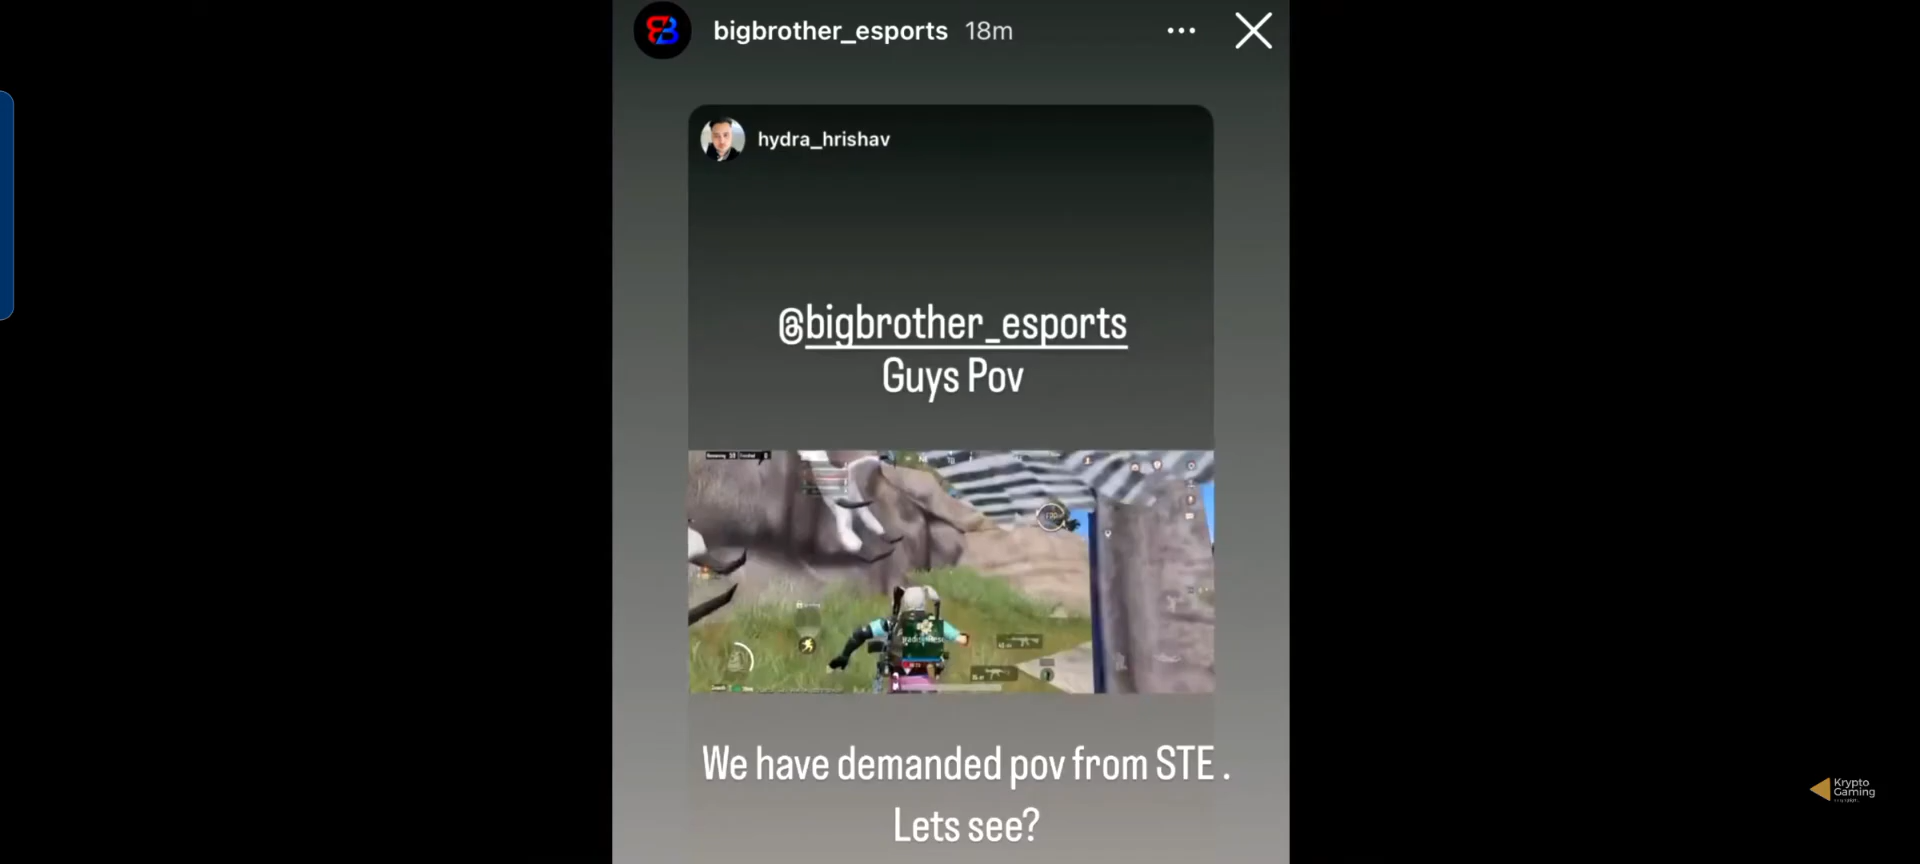 bigbrother_esports 18m
hydra_hrishav
@bigbrother_esports
Guys Pov
We have demanded pov from STE .
Lets see?
Krypto
Gaming